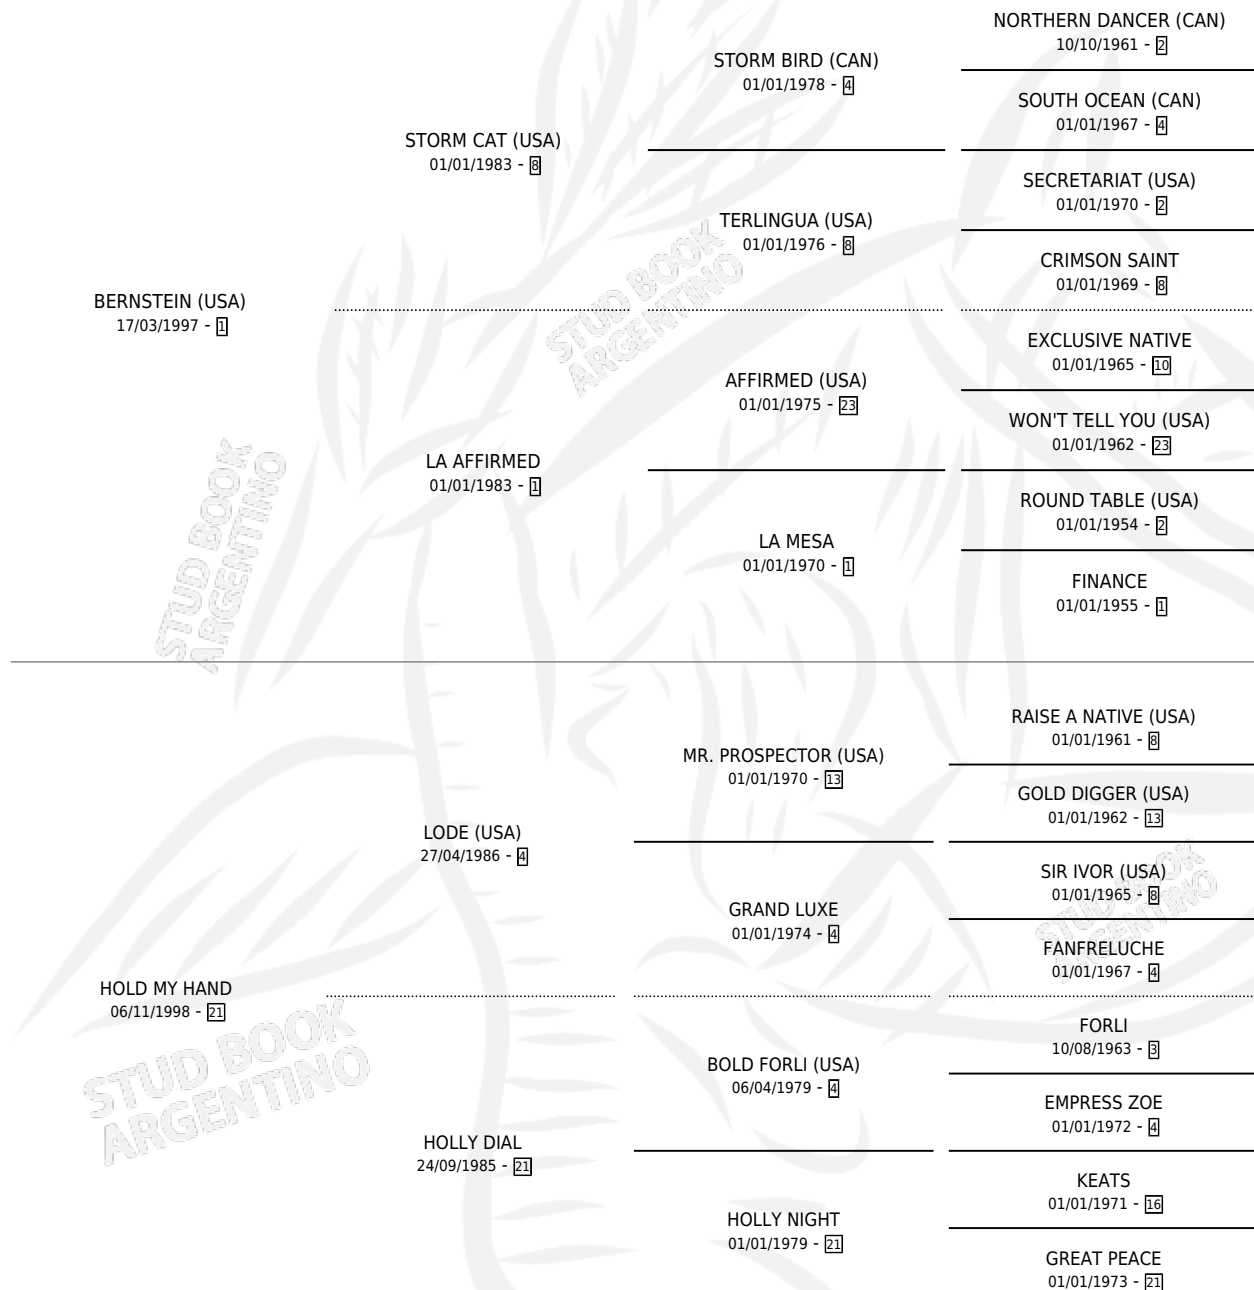 NORTHERN DANCER (CAN)
10/10/1961 - 2
STORM BIRD (CAN)
01/01/1978 - 4
SOUTH OCEAN (CAN)
01/01/1967 - 4
STORM CAT (USA)
01/01/1983 - 8
SECRETARIAT (USA)
01/01/1970 - 2
TERLINGUA (USA)
01/01/1976 - 8
CRIMSON SAINT
01/01/1969 - 8
BERNSTEIN (USA)
17/03/1997 - 1
EXCLUSIVE NATIVE
01/01/1965 - 10
AFFIRMED (USA)
01/01/1975 - 23
WON'T TELL YOU (USA)
01/01/1962 - 23
LA AFFIRMED
01/01/1983 - 1
ROUND TABLE (USA)
01/01/1954 - 2
LA MESA
01/01/1970 - 1
FINANCE
01/01/1955 - 1
RAISE A NATIVE (USA)
01/01/1961 - 8
MR. PROSPECTOR (USA)
01/01/1970 - 13
GOLD DIGGER (USA)
01/01/1962 - 13
LODE (USA)
27/04/1986 - 4
SIR IVOR (USA)
01/01/1965 - 8
GRAND LUXE
01/01/1974 - 4
FANFRELUCHE
01/01/1967 - 4
HOLD MY HAND
06/11/1998 - 21
FORLI
10/08/1963 - 3
BOLD FORLI (USA)
06/04/1979 - 4
EMPRESS ZOE
01/01/1972 - 4
HOLLY DIAL
24/09/1985 - 21
KEATS
01/01/1971 - 16
HOLLY NIGHT
01/01/1979 - 21
GREAT PEACE
01/01/1973 - 21
STUD BOOK
ARGENTINO
STUD BOOK
ARGENTINO
STUD BOOK
ARGENTINO
STUD BOOK
ARGENTINO